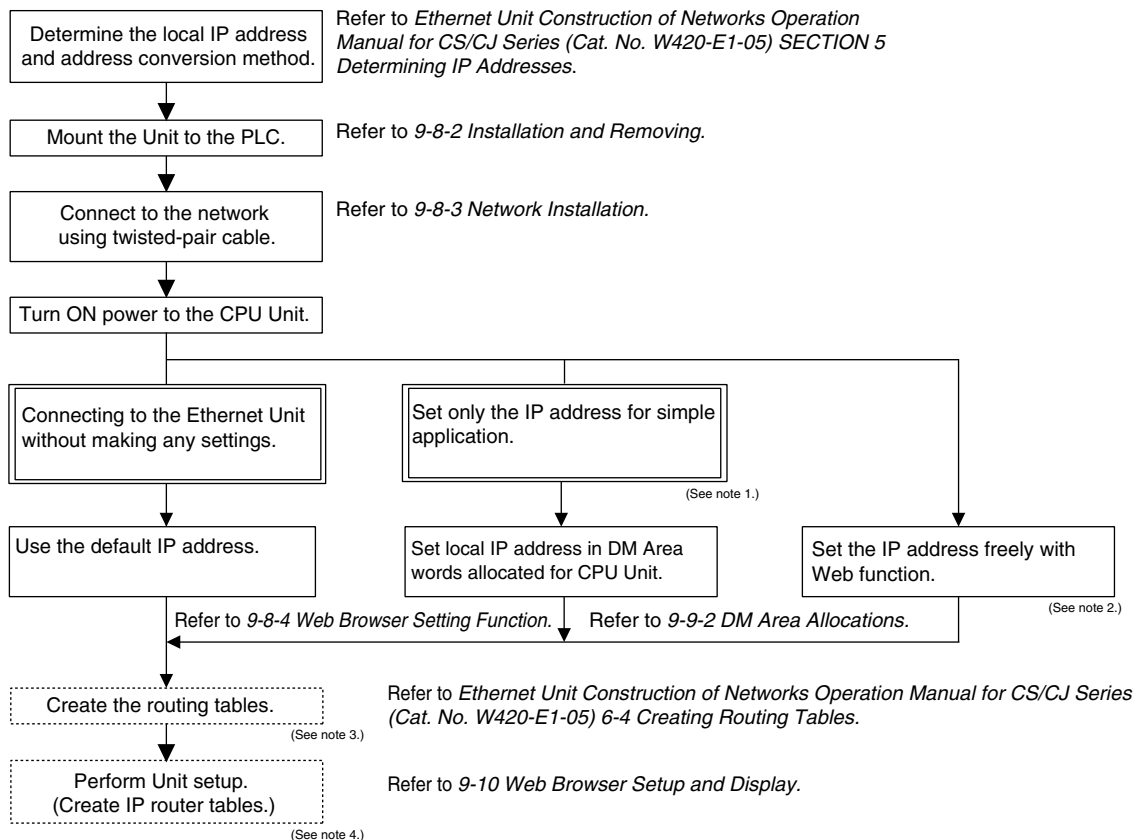 Determine the local IP address
and address conversion method.
Refer to Ethernet Unit Construction of Networks Operation
Manual for CS/CJ Series (Cat. No. W420-E1-05) SECTION 5
Determining IP Addresses.
Mount the Unit to the PLC.
Refer to 9-8-2 Installation and Removing.
Connect to the network
using twisted-pair cable.
Refer to 9-8-3 Network Installation.
Turn ON power to the CPU Unit.
Connecting to the Ethernet Unit
without making any settings.
Set only the IP address for simple
application.
(See note 1.)
Use the default IP address.
Set local IP address in DM Area
words allocated for CPU Unit.
Set the IP address freely with
Web function.
(See note 2.)
Refer to 9-8-4 Web Browser Setting Function.
Refer to 9-9-2 DM Area Allocations.
Create the routing tables.
(See note 3.)
Refer to Ethernet Unit Construction of Networks Operation Manual for CS/CJ Series
(Cat. No. W420-E1-05) 6-4 Creating Routing Tables.
Perform Unit setup.
(Create IP router tables.)
(See note 4.)
Refer to 9-10 Web Browser Setup and Display.